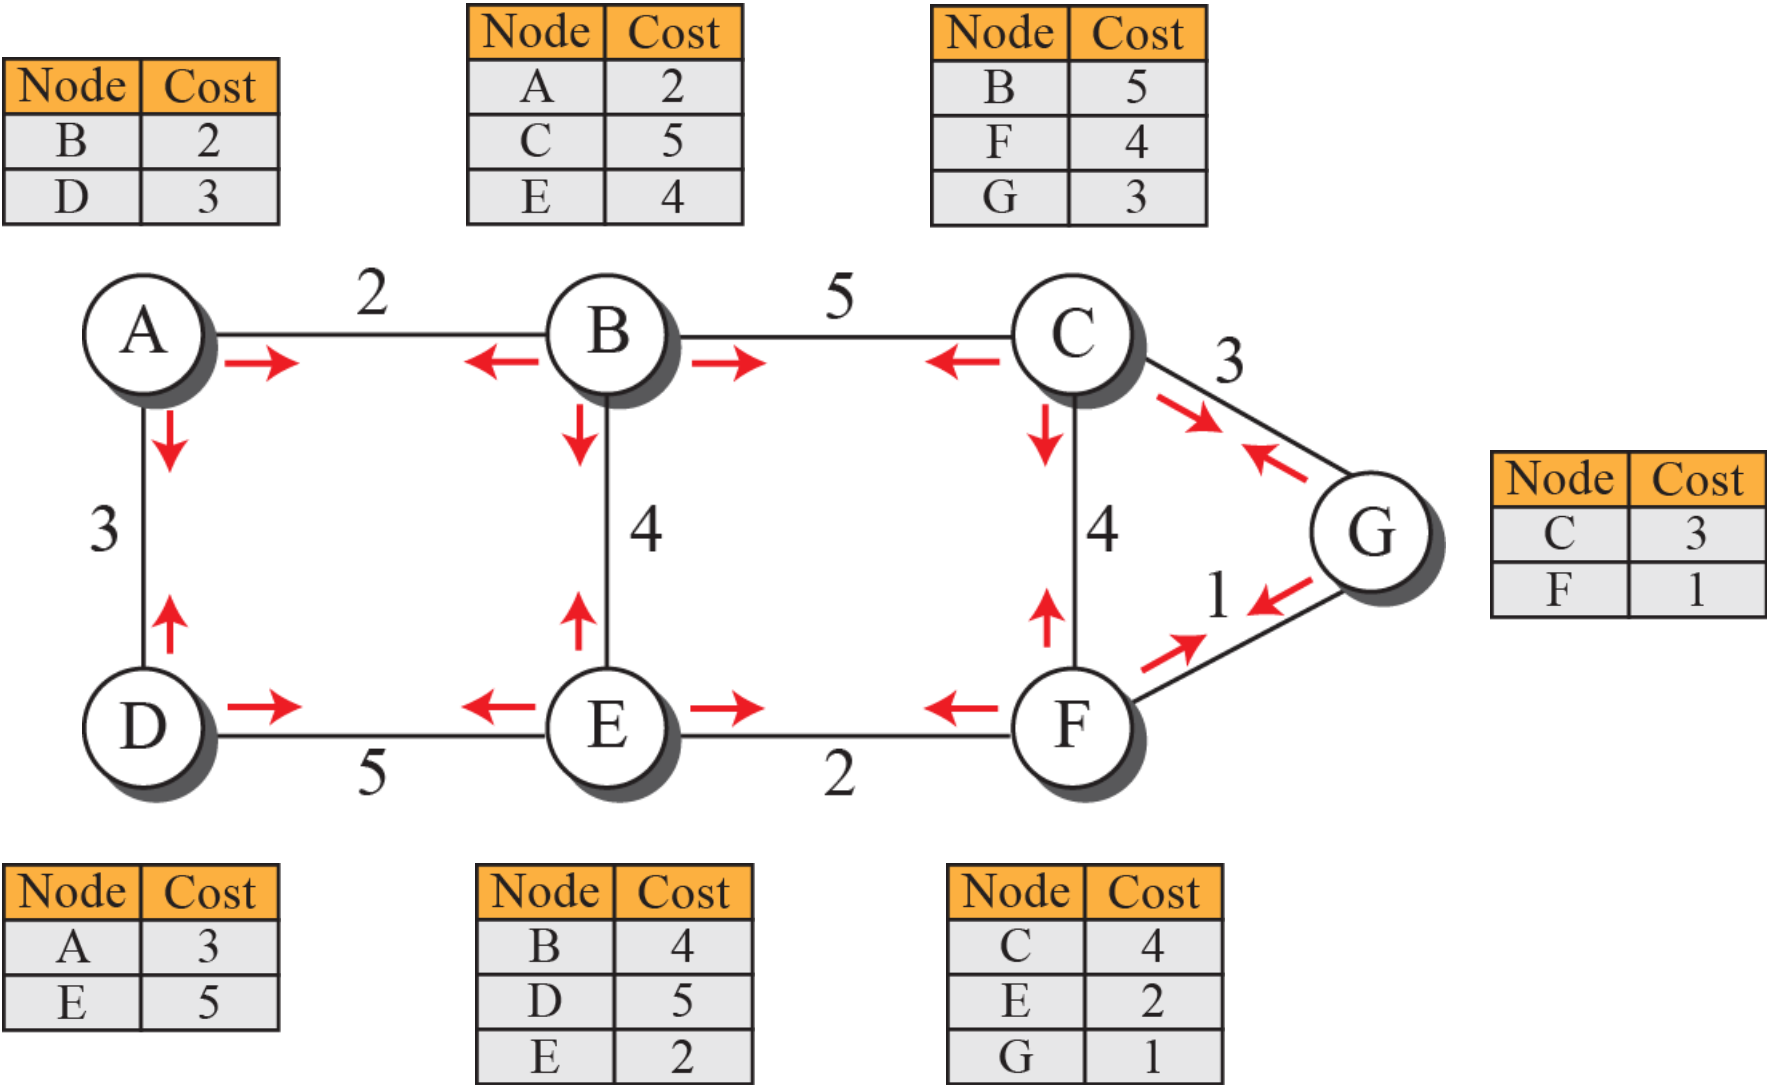 Node Cost
B 2
D 3
Node Cost
A 2
C 5
E 4
Node Cost
B 5
F 4
G 3
A 2 B 5 C 3
3 4 4 1 G
D 5 E 2 F
Node Cost
C 3
F 1
Node Cost
A 3
E 5
Node Cost
B 4
D 5
E 2
Node Cost
C 4
E 2
G 1